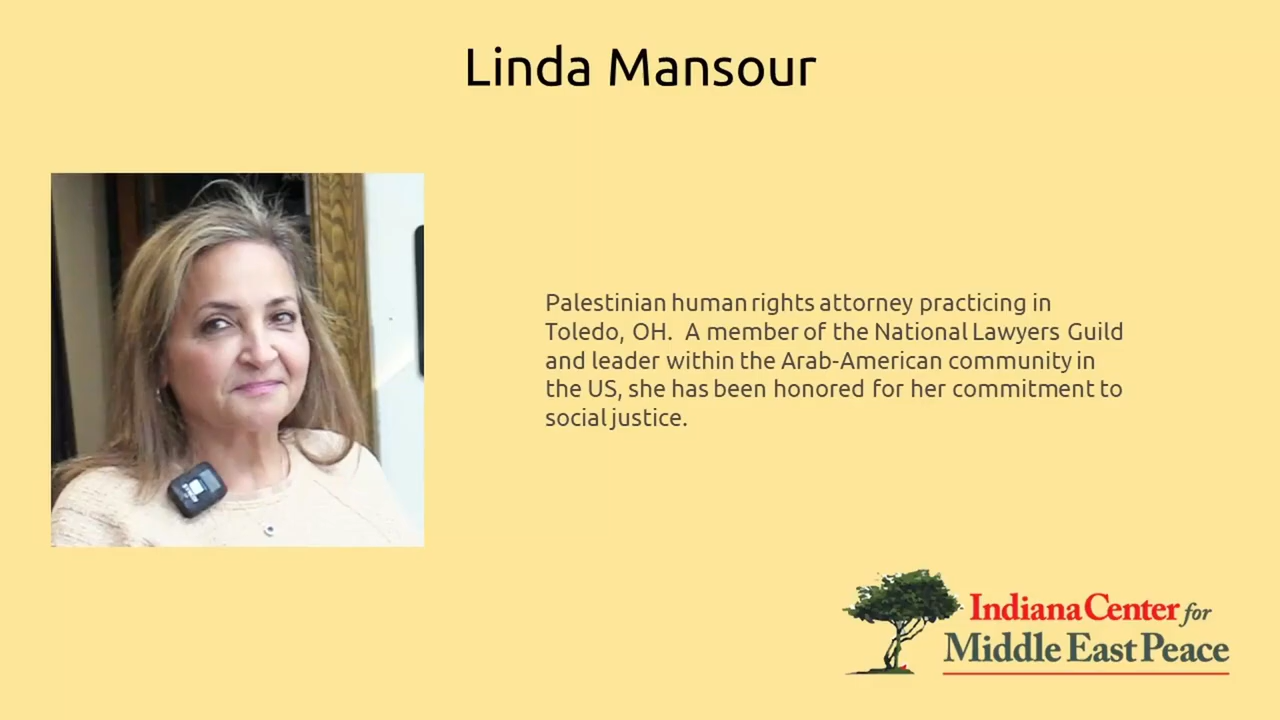 Linda Mansour
Palestinian human rights attorney practicing in
Toledo, OH. A member of the National Lawyers Guild
and leader within the Arab-American community in
the US, she has been honored for her commitment to
social justice.
Indiana Center for
Middle East Peace